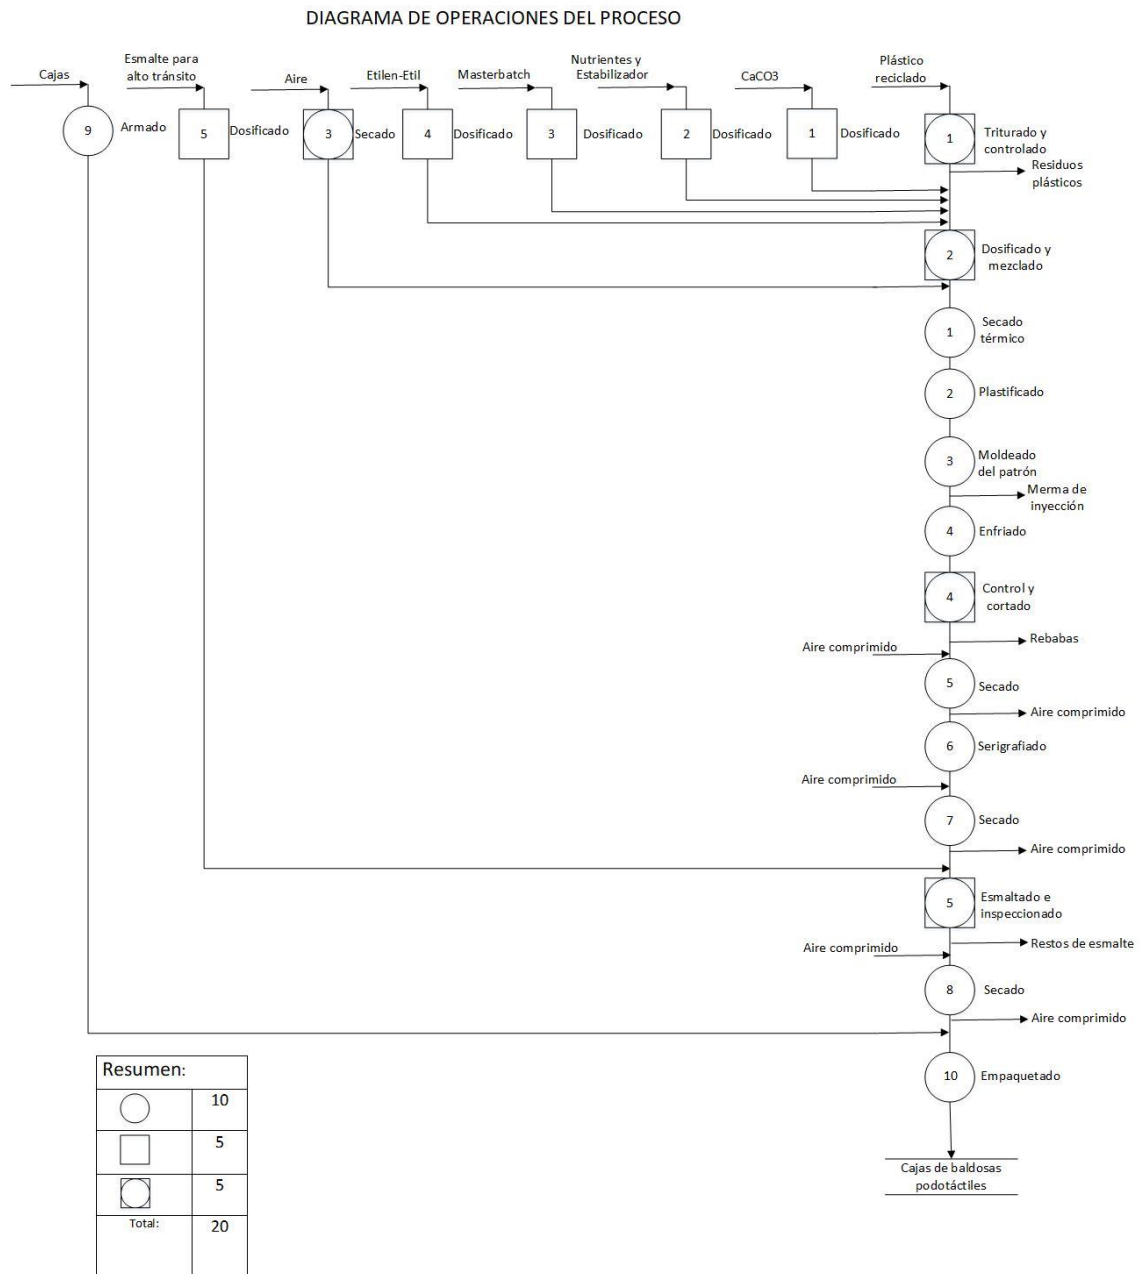 DIAGRAMA DE OPERACIONES DEL PROCESO
Cajas
Esmalte para
alto tránsito
Aire
Etilen-Etil
Masterbatch
Nutrientes y
Estabilizador
CaCO3
Plástico
reciclado
9
Armado
5
Dosificado
3
Secado
4
Dosificado
3
Dosificado
2
Dosificado
1
Dosificado
1
Triturado y
controlado
Residuos
plásticos
2
Dosificado y
mezclado
1
Secado
térmico
2
Plastificado
3
Moldeado
del patrón
Merma de
inyección
4
Enfriado
4
Control y
cortado
Rebabas
Aire comprimido
5
Secado
Aire comprimido
6
Serigrafiado
Aire comprimido
7
Secado
Aire comprimido
5
Esmaltado e
inspeccionado
Restos de esmalte
Aire comprimido
8
Secado
Aire comprimido
10
Empaquetado
Cajas de baldosas
podotáctiles
Resumen:
10
5
5
Total:
20